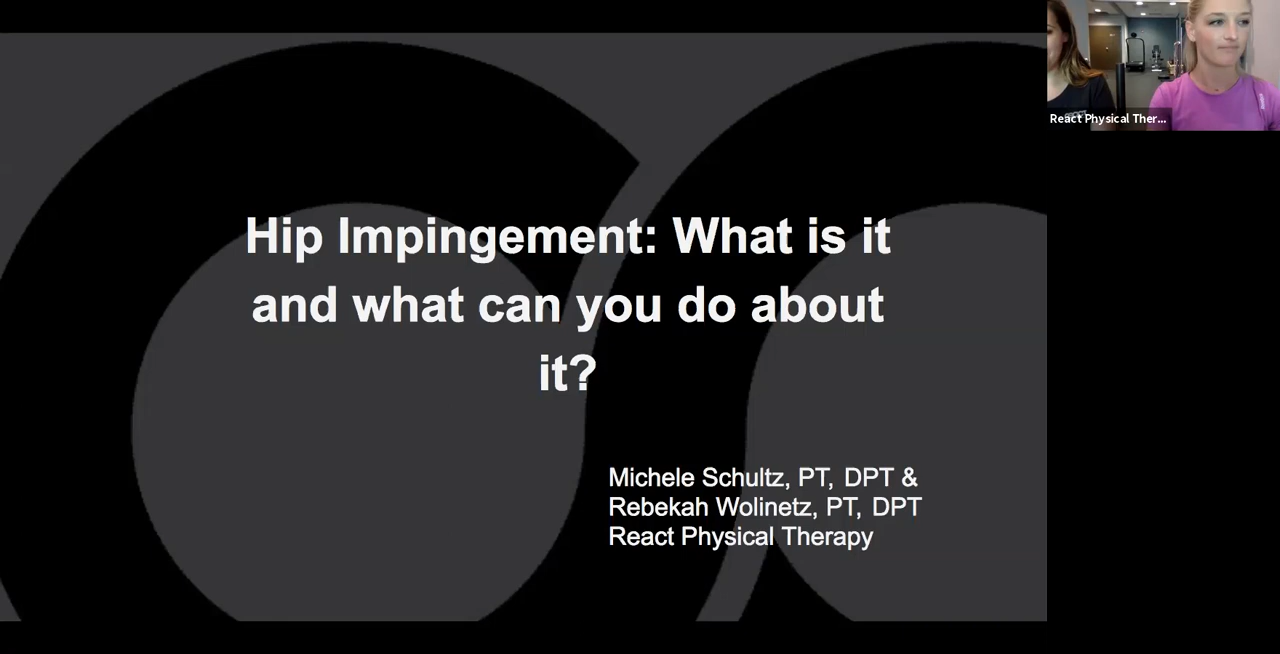 Hip Impingement: What is it
and what can you do about
it?
Michele Schultz, PT, DPT &
Rebekah Wolinetz, PT, DPT
React Physical Therapy
React Physical Ther...